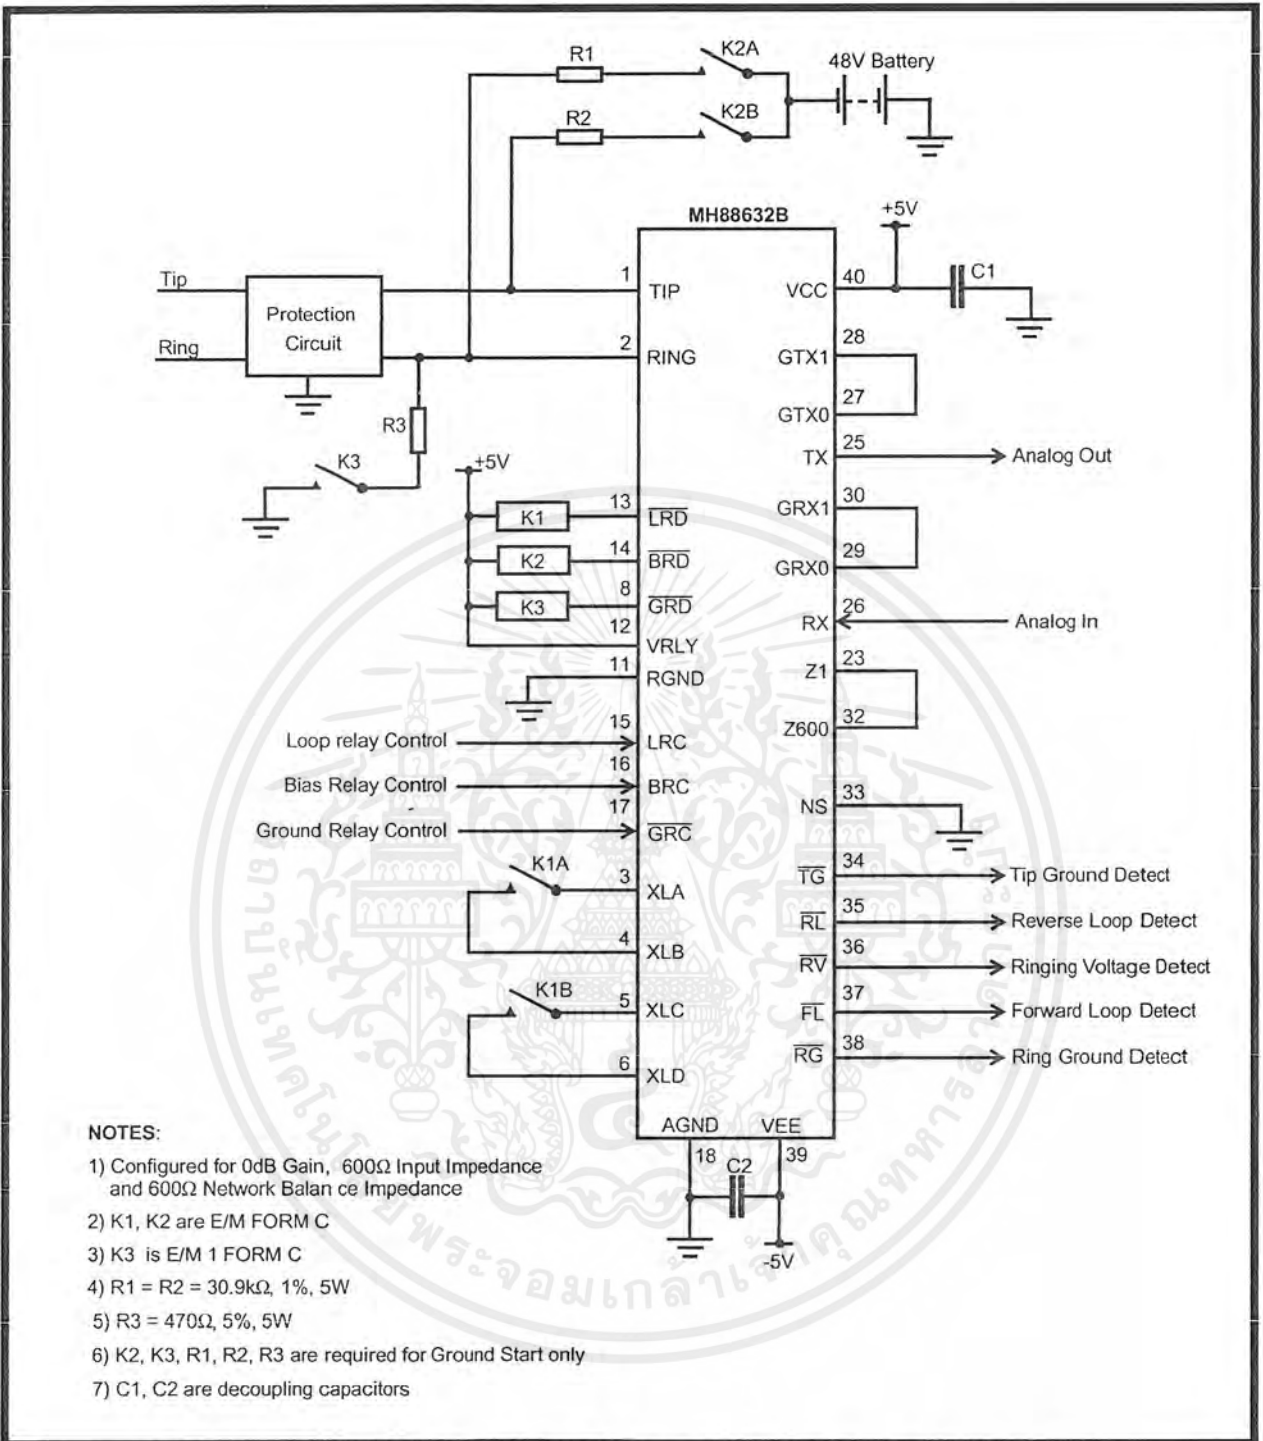 R1
K2A
48V Battery
R2
K2B
MH88632B
+5V
Tip
1
TIP
VCC
40
C1
Protection
Circuit
Ring
2
RING
GTX1
28
GTX0
27
R3
TX
25
Analog Out
K3
+5V
GRX1
30
K1
13
LRD
K2
14
BRD
GRX0
29
K3
8
GRD
RX
26
Analog In
12
VRLY
11
RGND
Z1
23
Z600
32
Loop relay Control
15
LRC
Bias Relay Control
16
BRC
NS
33
Ground Relay Control
17
GRC
K1A
3
XLA
TG
34
Tip Ground Detect
RL
35
Reverse Loop Detect
4
XLB
RV
36
Ringing Voltage Detect
K1B
5
XLC
FL
37
Forward Loop Detect
RG
38
Ring Ground Detect
6
XLD
AGND
VEE
18
C2
39
-5V
NOTES:
1) Configured for 0dB Gain, 600Ω Input Impedance
and 600Ω Network Balan ce Impedance
2) K1, K2 are E/M FORM C
3) K3 is E/M 1 FORM C
4) R1 = R2 = 30.9kΩ, 1%, 5W
5) R3 = 470Ω, 5%, 5W
6) K2, K3, R1, R2, R3 are required for Ground Start only
7) C1, C2 are decoupling capacitors